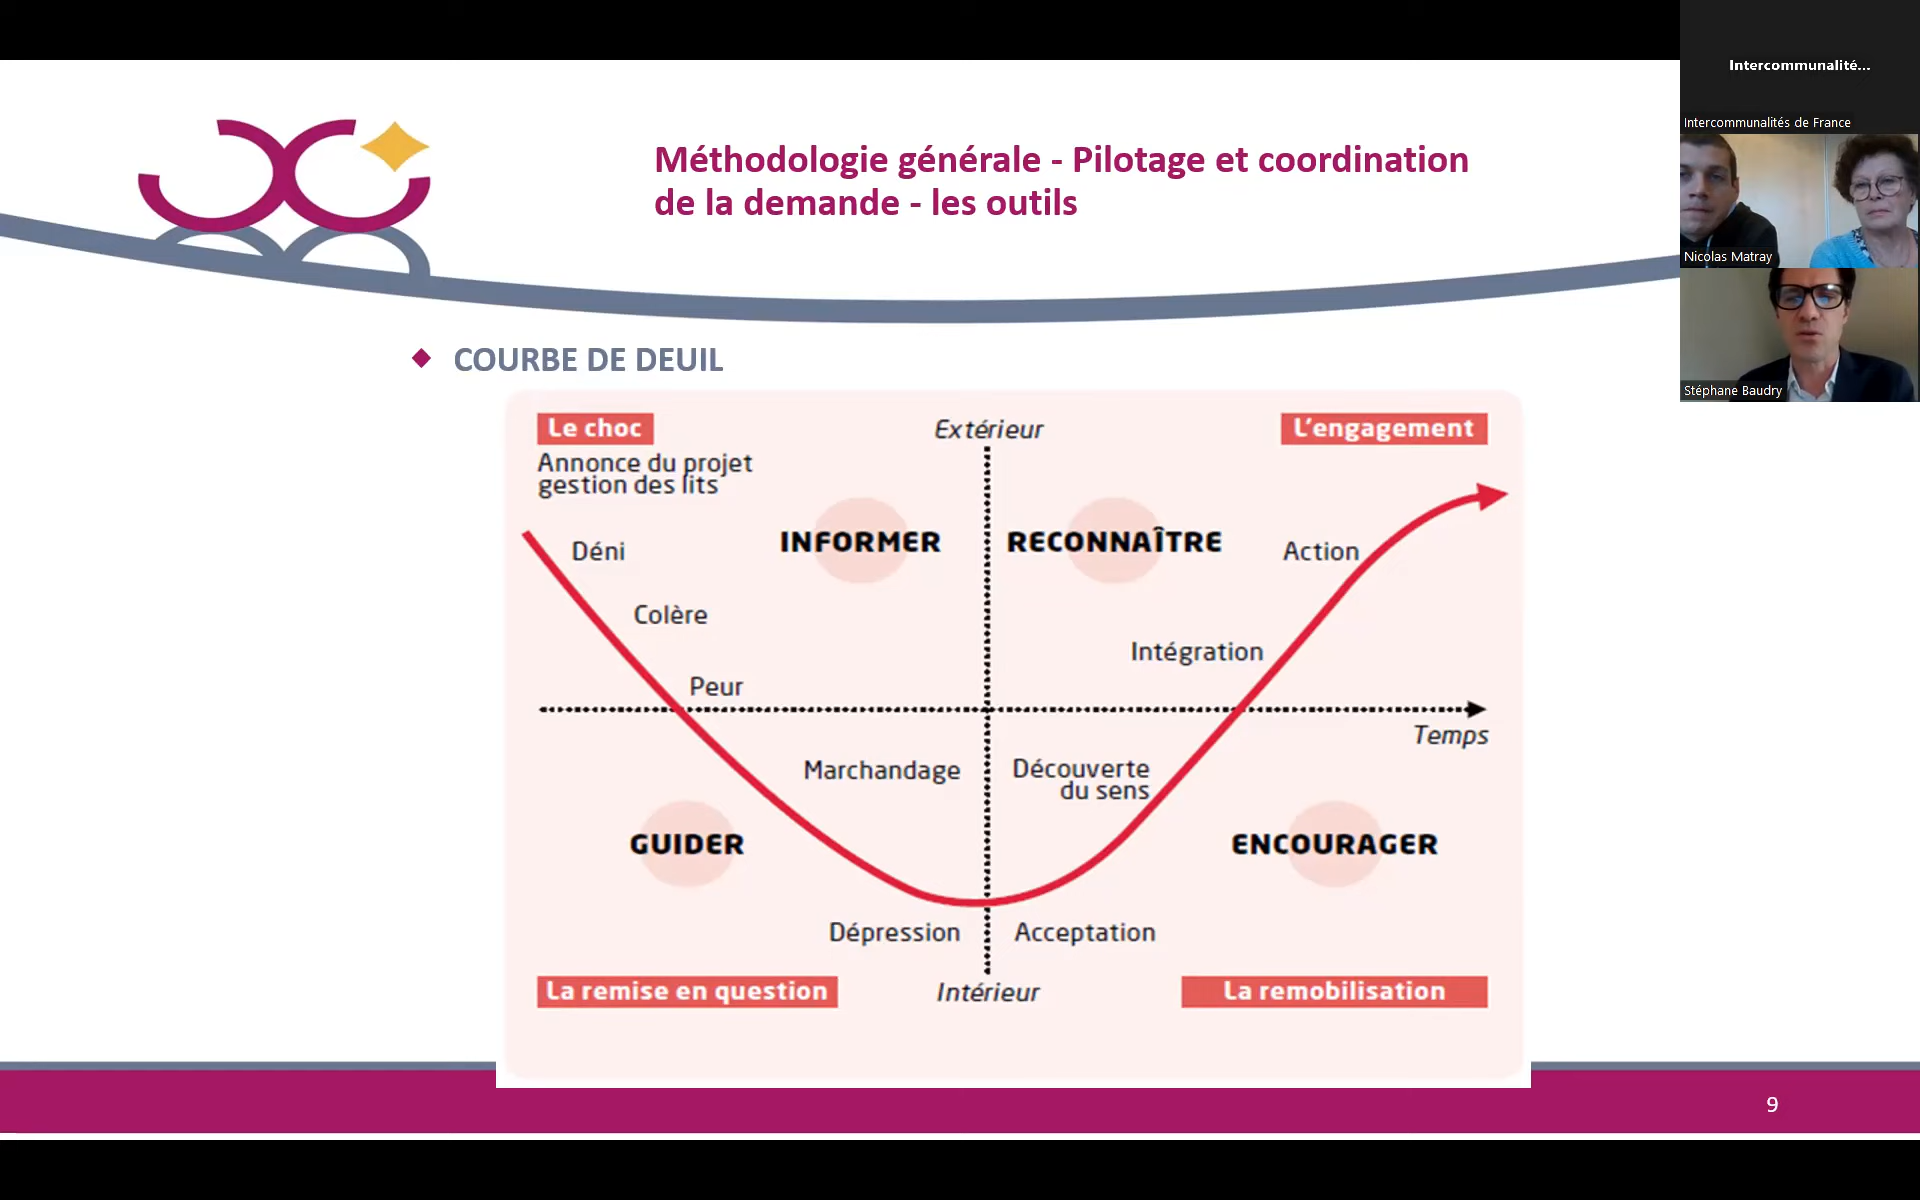 Intercommunalité...
Intercommunalités de France
Nicolas Matray
Stéphane Baudry
Méthodologie générale - Pilotage et coordination
de la demande - les outils
COURBE DE DEUIL
Le choc
Annonce du projet
gestion des lits
Extérieur
L'engagement
Déni
INFORMER
RECONNAÎTRE
Action
Colère
Intégration
Peur
Temps
Marchandage
Découverte
du sens
GUIDER
ENCOURAGER
Dépression
Acceptation
La remise en question
Intérieur
La remobilisation
9